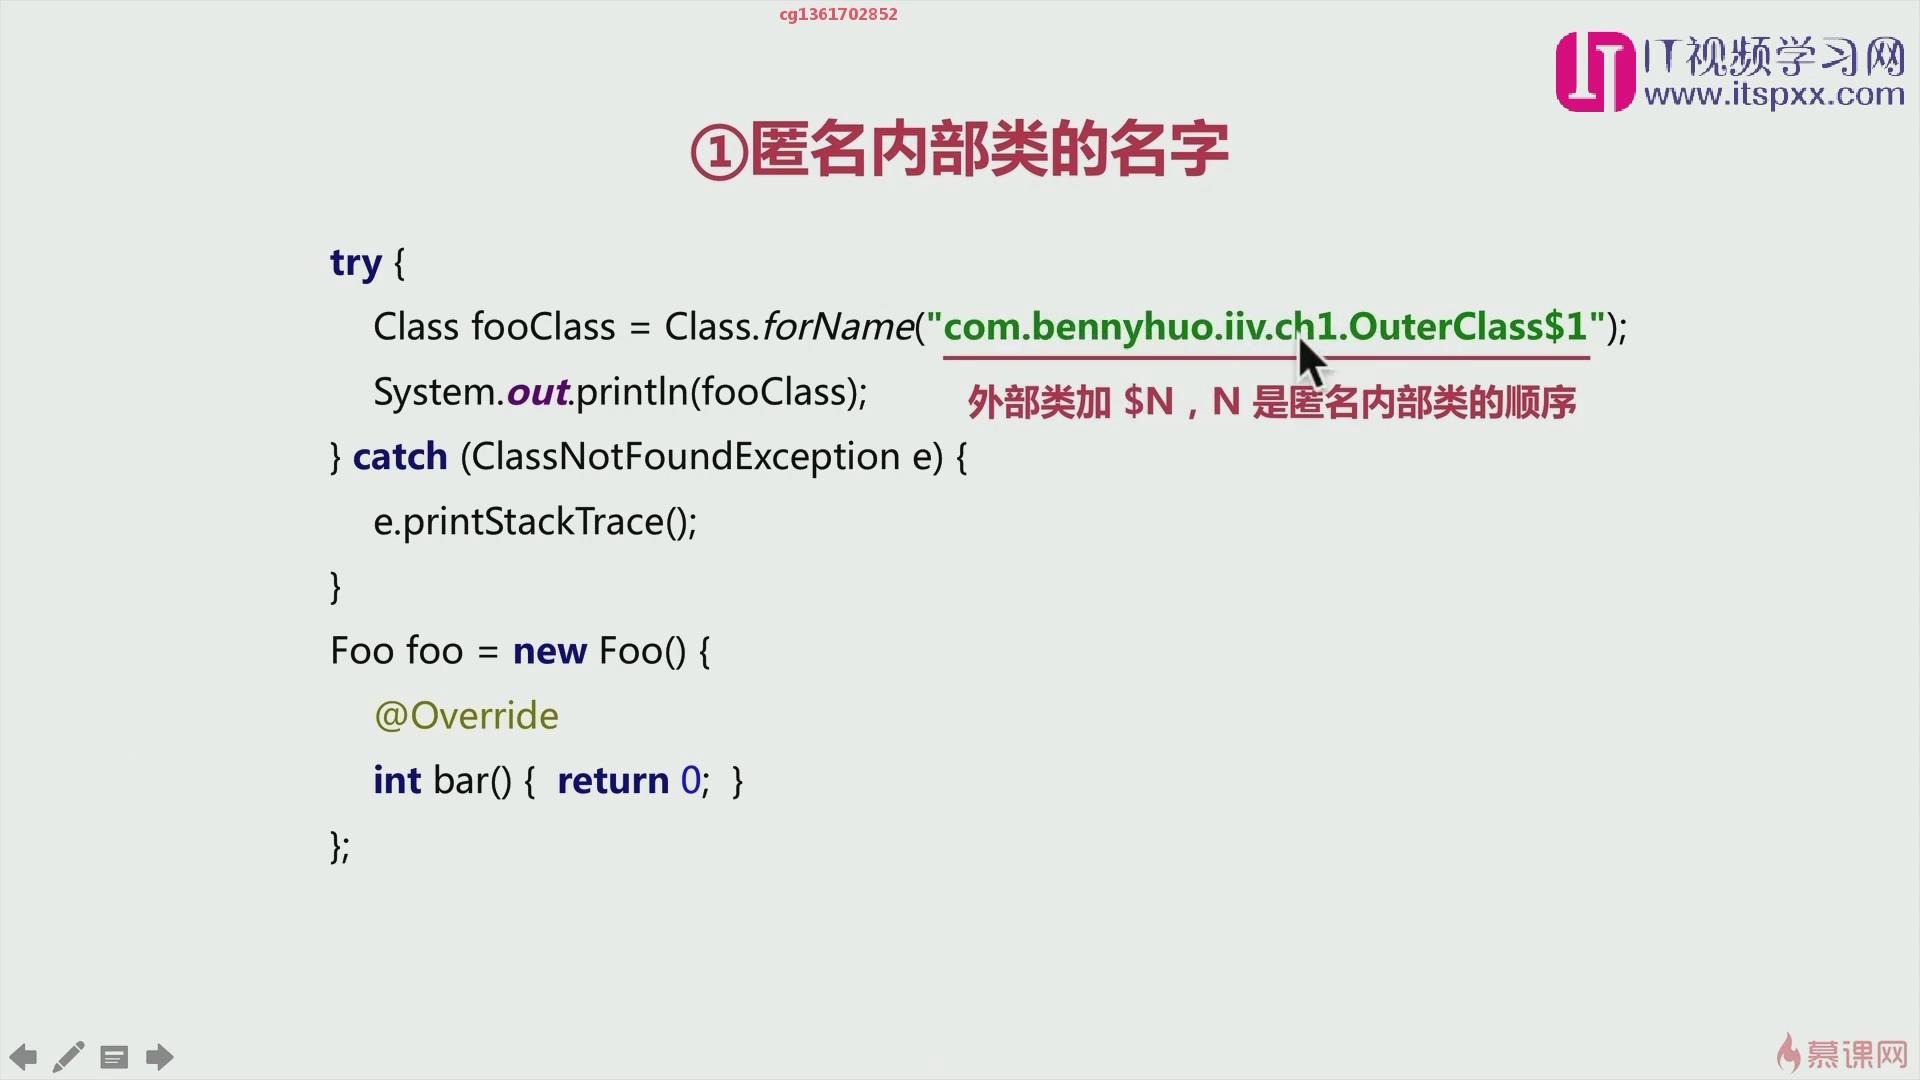 cg1361702852
IT视频学习网
www.itspxx.com
①匿名内部类的名字
try {
Class fooClass = Class.forName("com.bennyhuo.iiv.ch1.OuterClass$1");
System.out.println(fooClass);
外部类加 $N，N 是匿名内部类的顺序
} catch (ClassNotFoundException e) {
e.printStackTrace();
}
Foo foo = new Foo() {
@Override
int bar() { return 0; }
};
慕课网